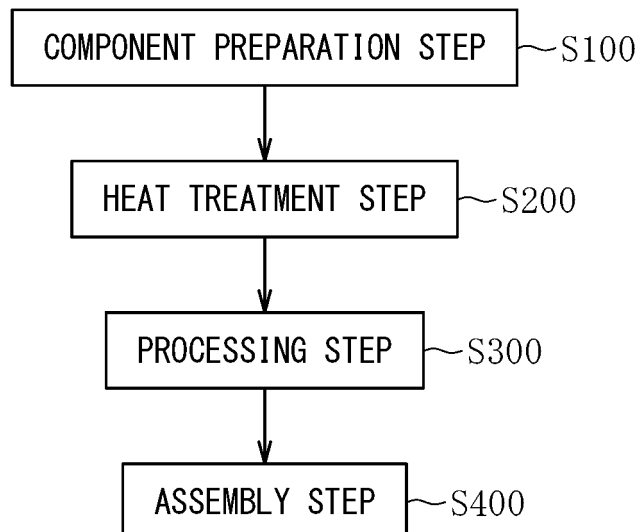 COMPONENT PREPARATION STEP S100
HEAT TREATMENT STEP S200
PROCESSING STEP S300
ASSEMBLY STEP S400